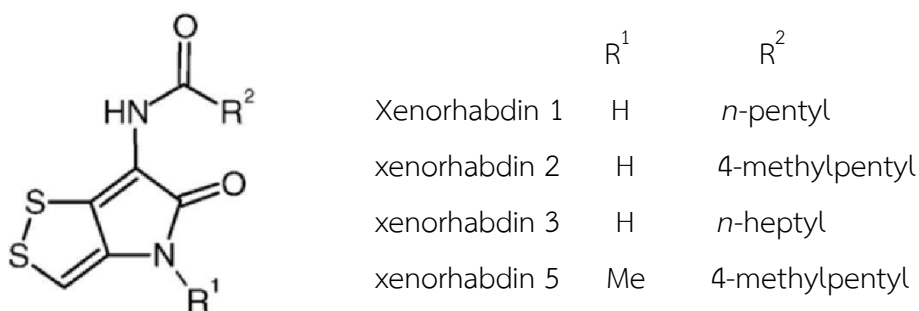 R¹ R²
O
HN R²
Xenorhabdin 1 H n-pentyl
O
xenorhabdin 2 H 4-methylpentyl
S
xenorhabdin 3 H n-heptyl
S N
R¹
xenorhabdin 5 Me 4-methylpentyl